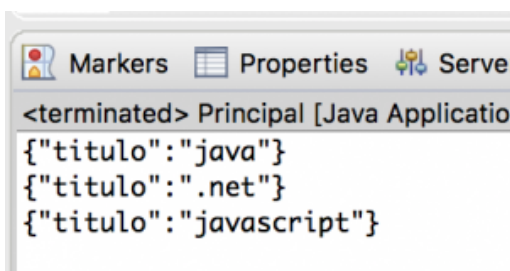 Markers Properties Serve
<terminated> Principal [Java Applicatio
{"titulo":"java"}
{"titulo":".net"}
{"titulo":"javascript"}